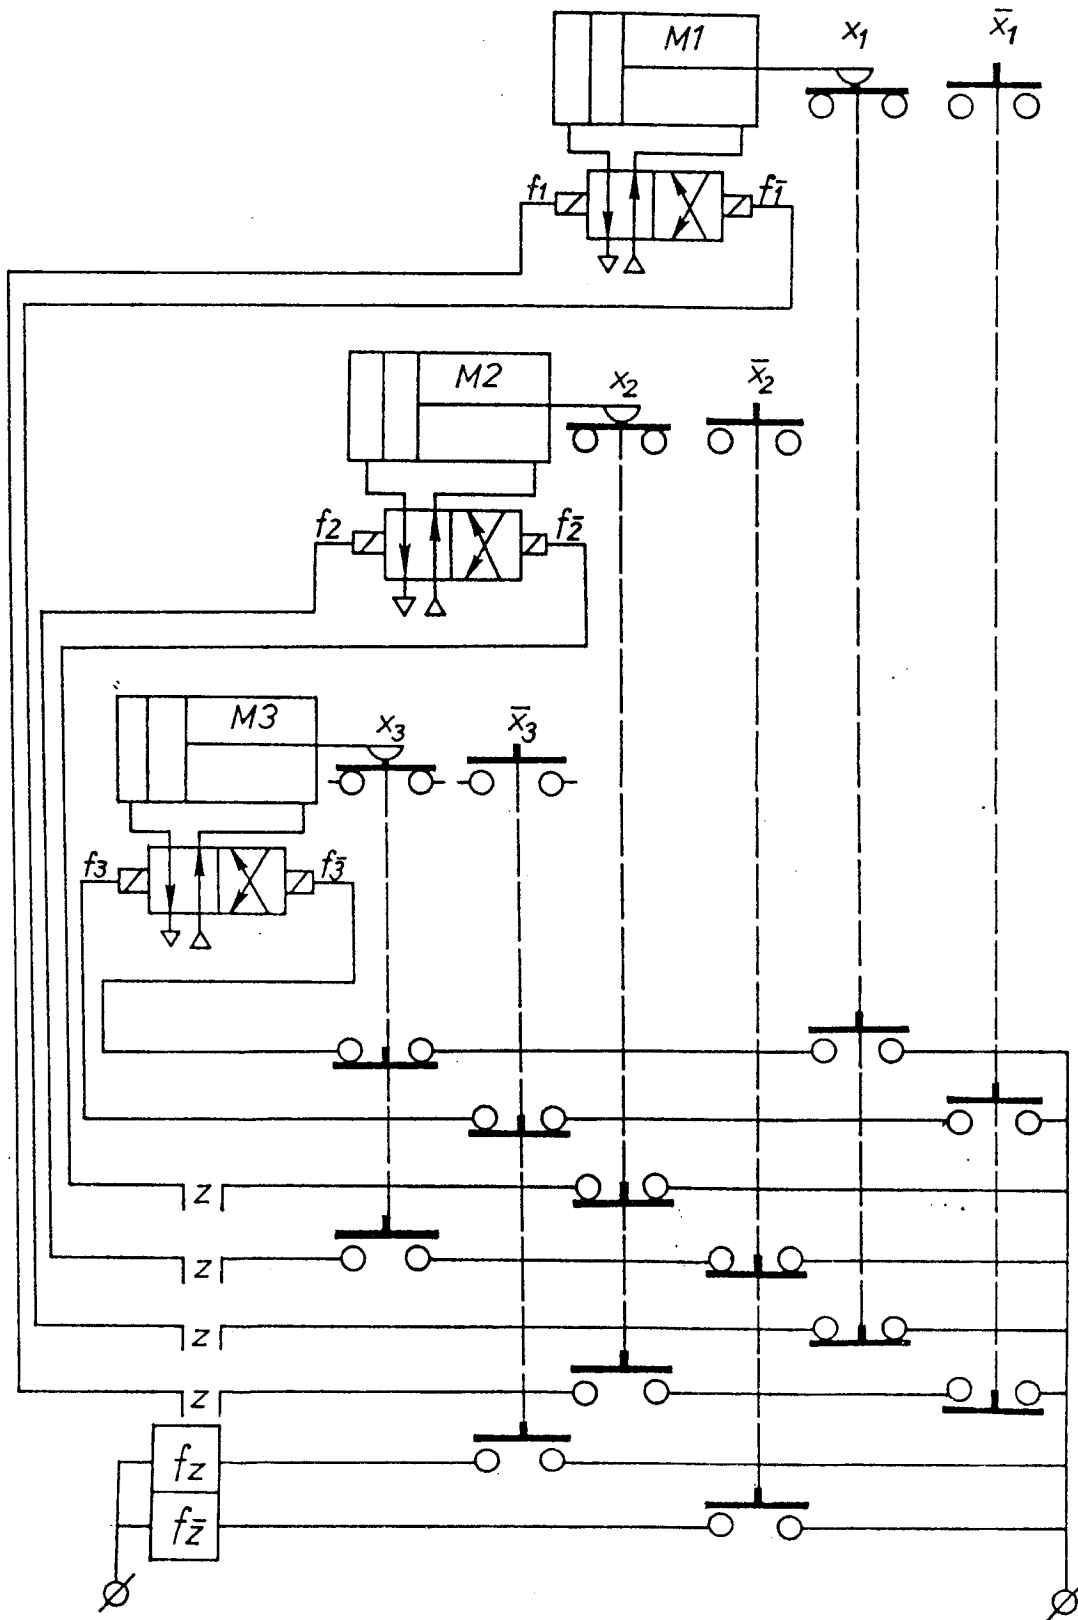 M1 x₁ x̄₁
f1 f1̄
M2 x₂ x̄₂
f2 f2̄
M3 x₃ x̄₃
f3 f3̄
z
z
z
z
fz
fz̄